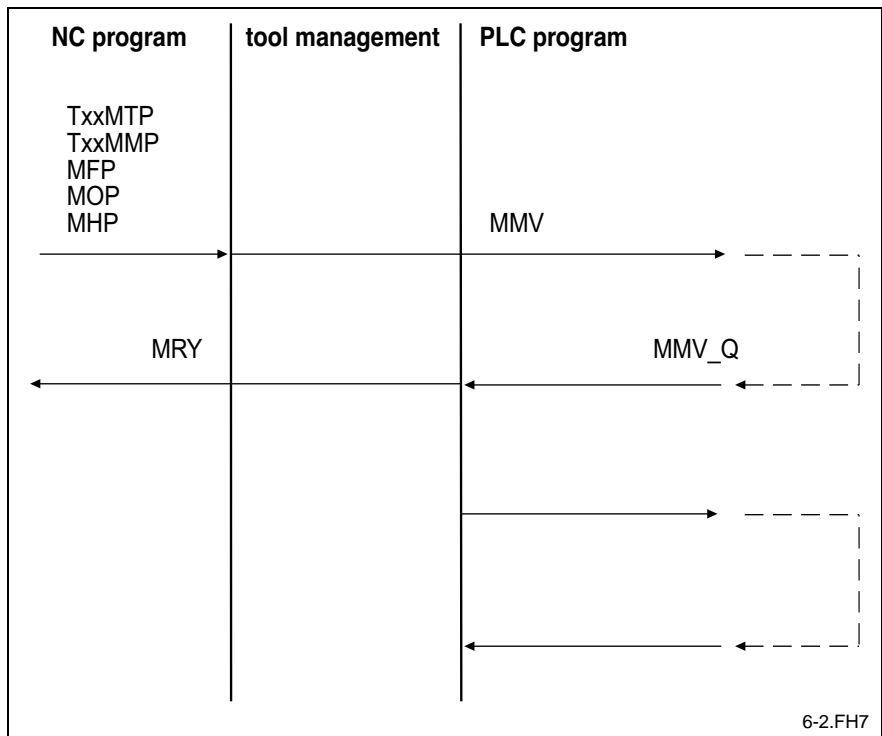 NC program
tool management
PLC program
TxxMTP
TxxMMP
MFP
MOP
MHP
MMV
MRY
MMV_Q
6-2.FH7